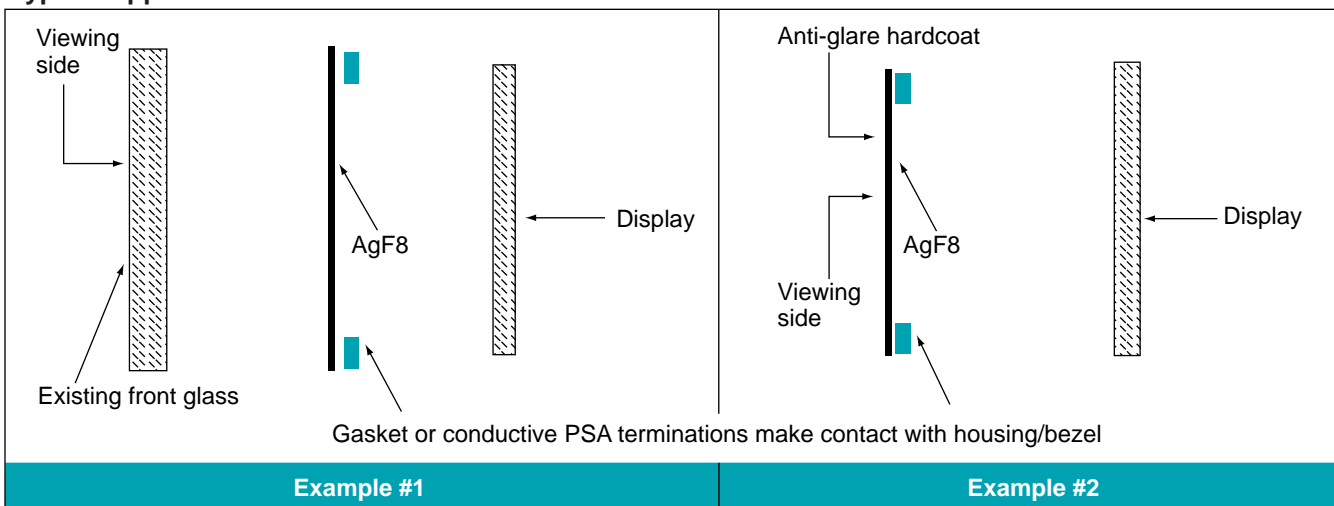 Viewing
side
AgF8
Display
Existing front glass
Anti-glare hardcoat
AgF8
Viewing
side
Display
Gasket or conductive PSA terminations make contact with housing/bezel
Example #1
Example #2